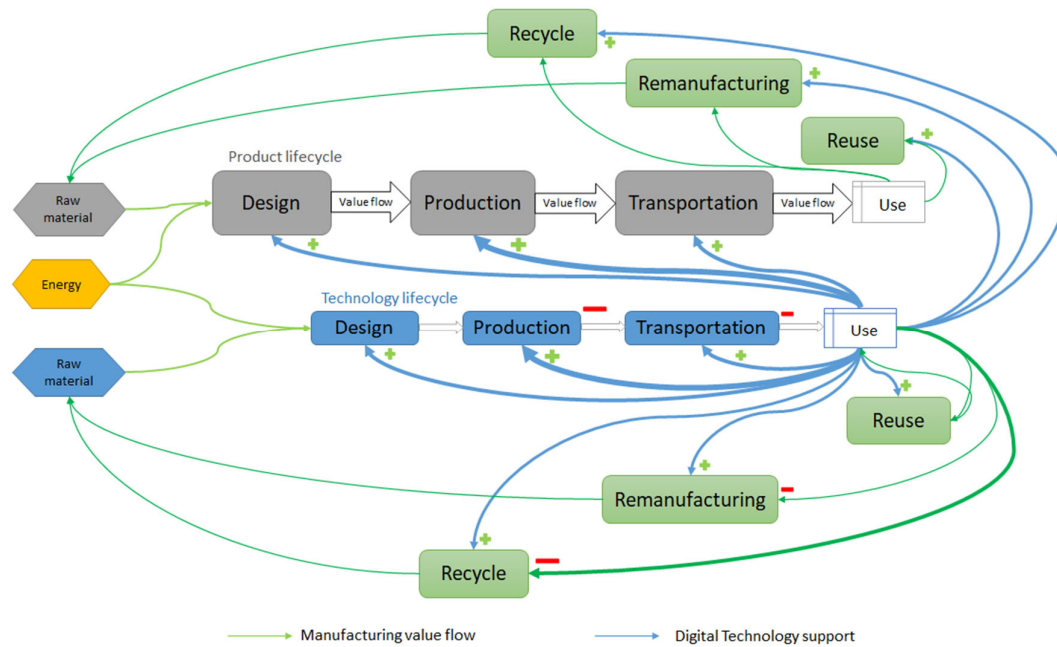 Recycle
+
Remanufacturing
+
Reuse
+
Product lifecycle
Raw
material
Design
Value flow
Production
Value flow
Transportation
Value flow
Use
+
+
+
Energy
Technology lifecycle
Design
Production
Transportation
Use
+
+
+
Raw
material
+
Reuse
+
Remanufacturing
+
Recycle
Manufacturing value flow
Digital Technology support